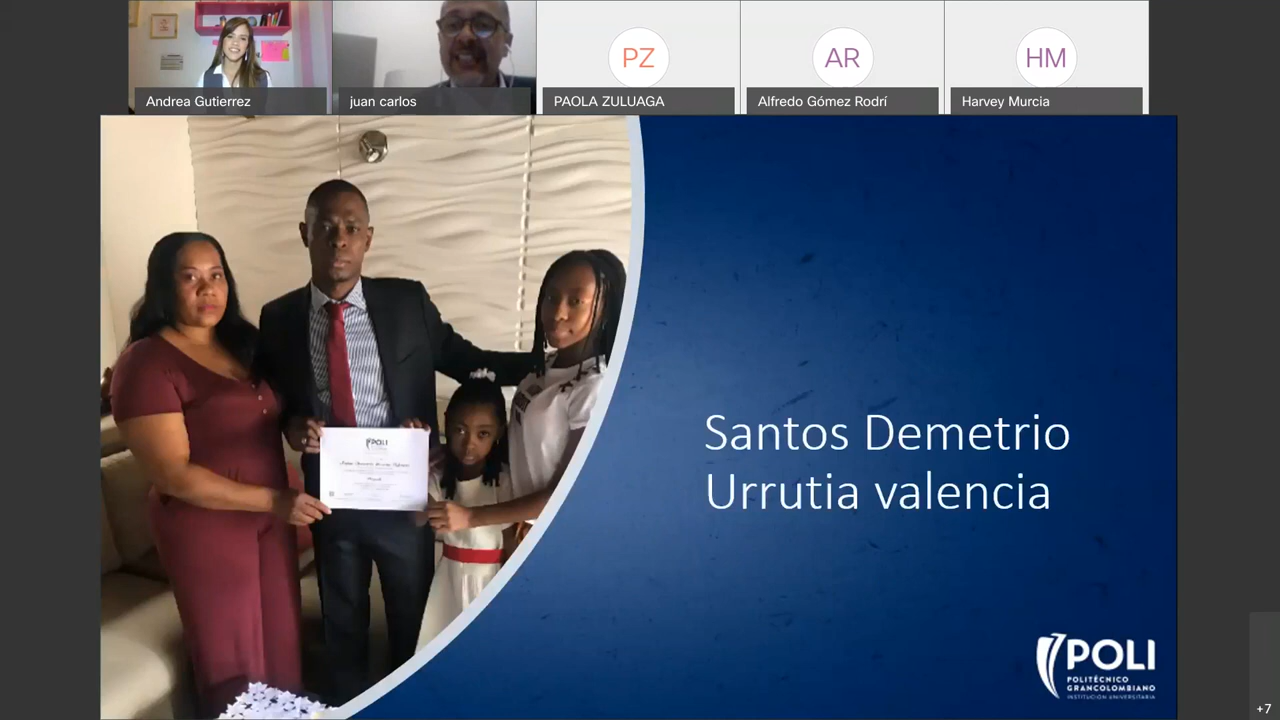 PZ
AR
HM
Andrea Gutierrez
juan carlos
PAOLA ZULUAGA
Alfredo Gómez Rodrí
Harvey Murcia
POLI
Santos Demetrio
Urrutia valencia
POLI
POLITÉCNICO
GRANCOLOMBIANO
INSTITUCIÓN UNIVERSITARIA
+7